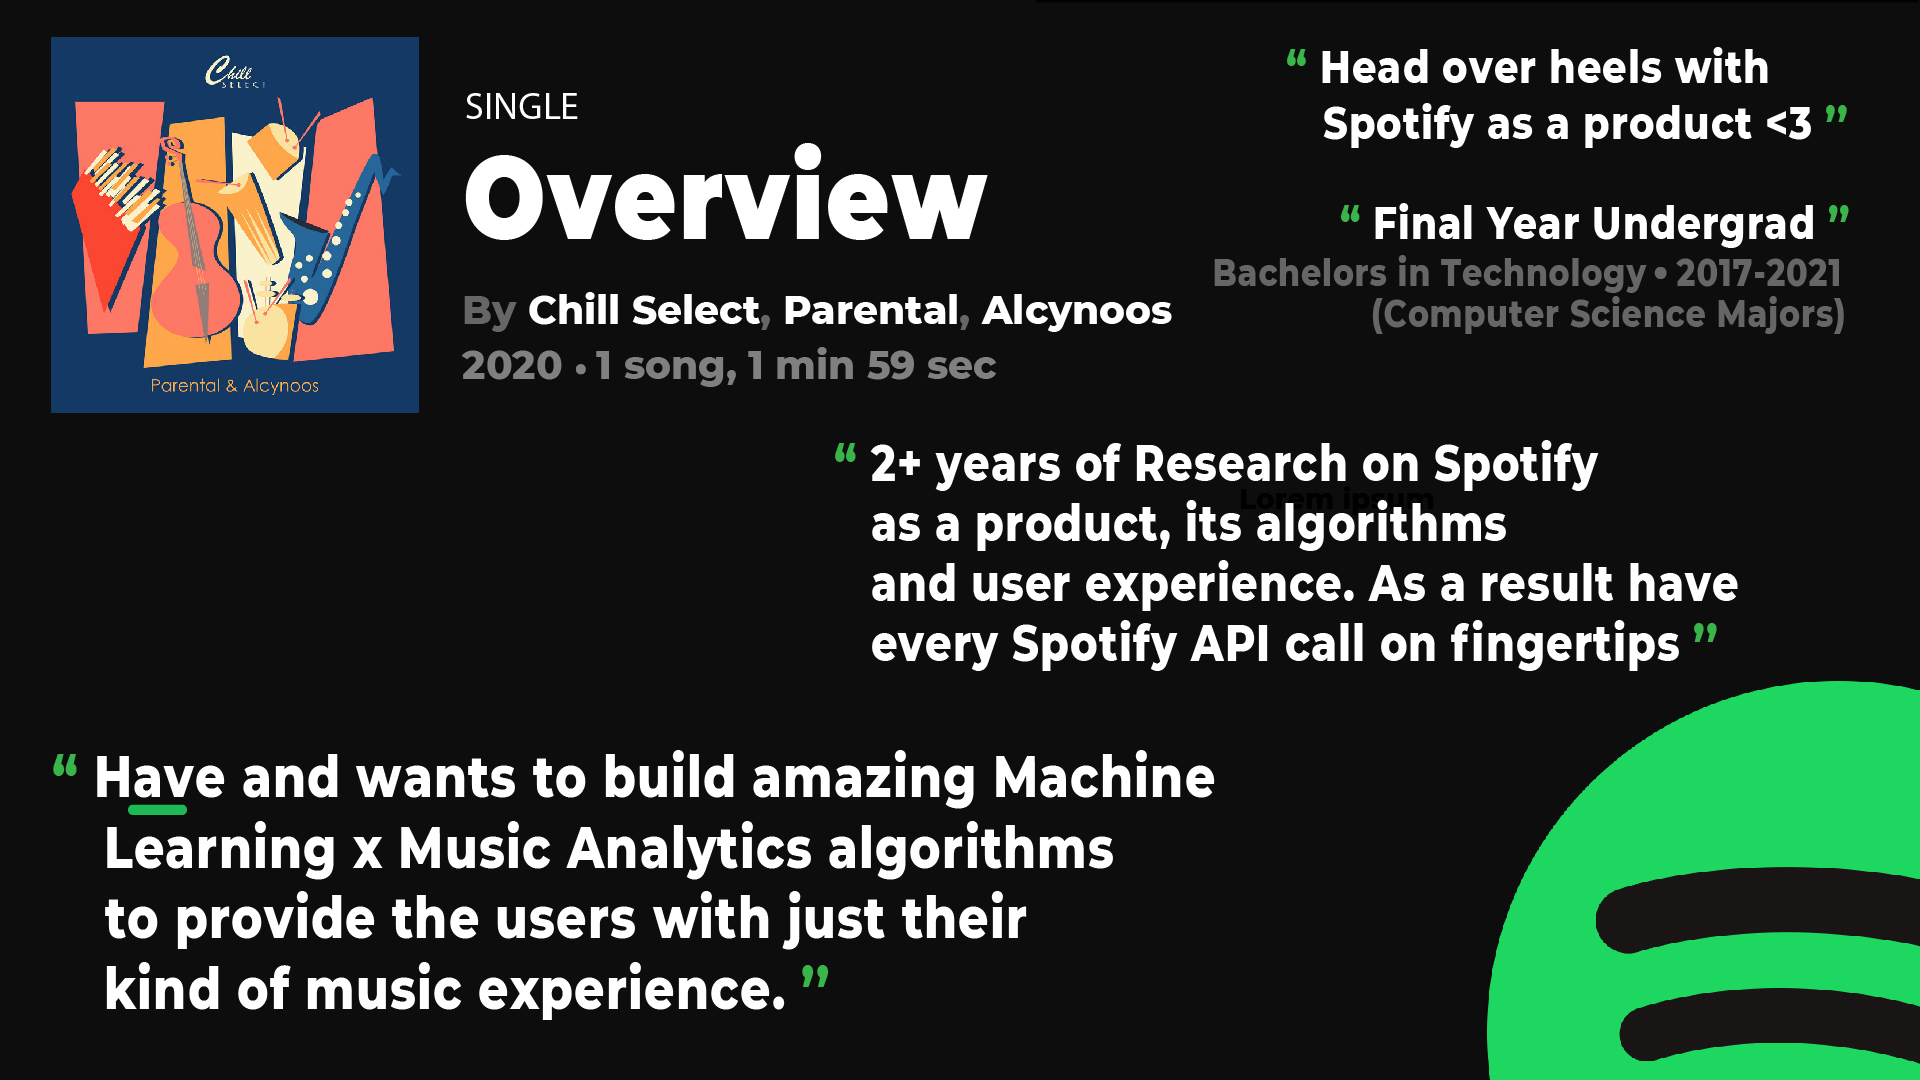 Chill
SELECT
Parental & Alcynoos
SINGLE
Overview
By Chill Select, Parental, Alcynoos
2020 • 1 song, 1 min 59 sec
“ Head over heels with
Spotify as a product <3 ”
“ Final Year Undergrad ”
Bachelors in Technology • 2017-2021
(Computer Science Majors)
“ 2+ years of Research on Spotify
Lorem ipsum
as a product, its algorithms
and user experience. As a result have
every Spotify API call on fingertips ”
“ Have and wants to build amazing Machine
Learning x Music Analytics algorithms
to provide the users with just their
kind of music experience. ”